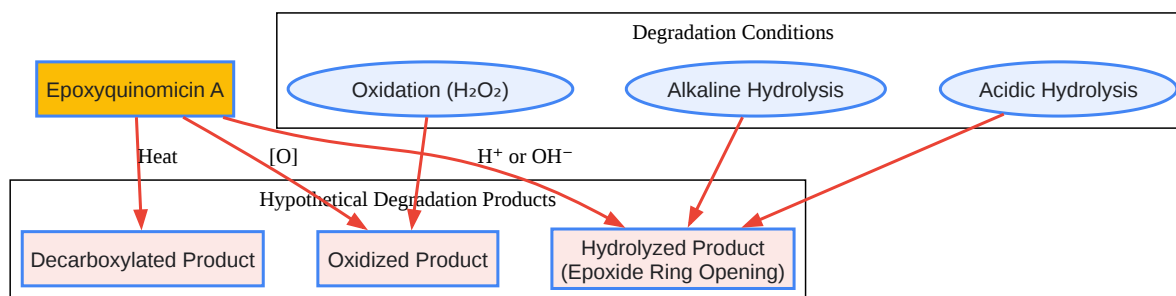 Degradation Conditions
Epoxyquinomicin A
Oxidation (H₂O₂)
Alkaline Hydrolysis
Acidic Hydrolysis
Heat
[O]
H⁺ or OH⁻
Hypothetical Degradation Products
Decarboxylated Product
Oxidized Product
Hydrolyzed Product
(Epoxide Ring Opening)